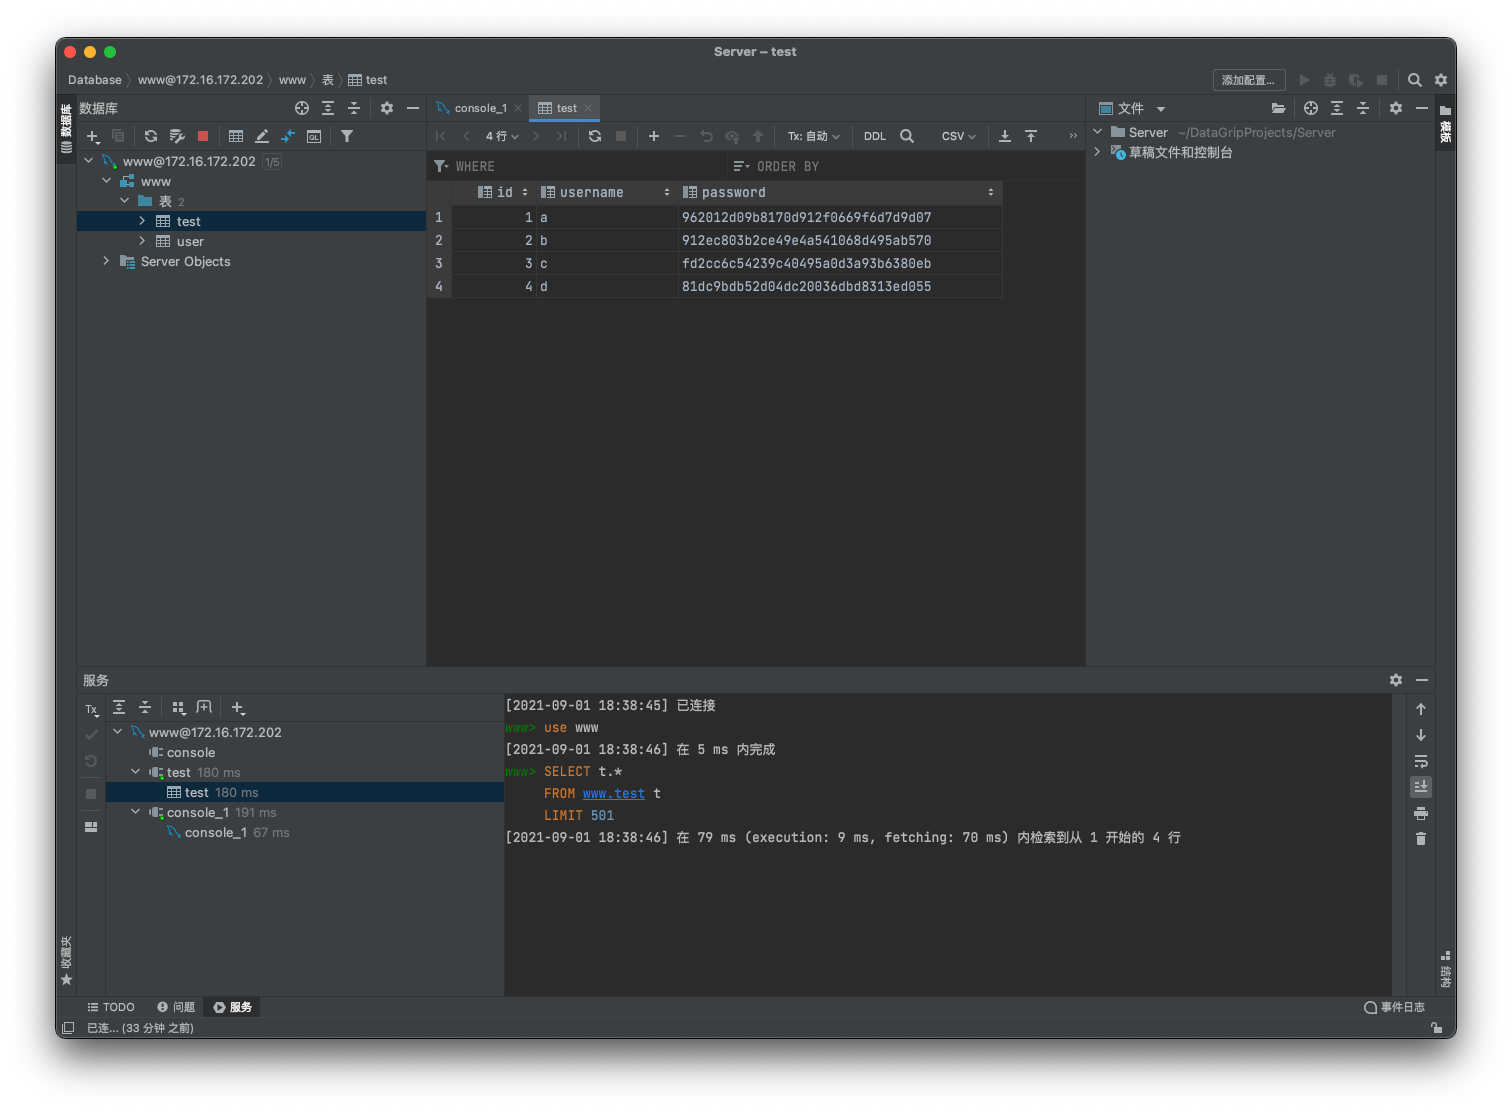 Server – test
Database 〉 www@172.16.172.202 〉 www 〉 表 〉 test
添加配置...
数据库
数据库
console_1
test
文件
模板
4 行
Tx: 自动
DDL
CSV
»
WHERE
ORDER BY
www@172.16.172.202 1/5
www
表 2
test
user
Server Objects
id username password
1 1 a 962012d09b8170d912f0669f6d7d9d07
2 2 b 912ec803b2ce49e4a541068d495ab570
3 3 c fd2cc6c54239c40495a0d3a93b6380eb
4 4 d 81dc9bdb52d04dc20036dbd8313ed055
Server ~/DataGripProjects/Server
草稿文件和控制台
服务
Tx
www@172.16.172.202
console
test 180 ms
test 180 ms
console_1 191 ms
console_1 67 ms
[2021-09-01 18:38:45] 已连接
www> use www
[2021-09-01 18:38:46] 在 5 ms 内完成
www> SELECT t.*
FROM www.test t
LIMIT 501
[2021-09-01 18:38:46] 在 79 ms (execution: 9 ms, fetching: 70 ms) 内检索到从 1 开始的 4 行
收藏夹
结构
TODO
问题
服务
事件日志
已连... (33 分钟 之前)